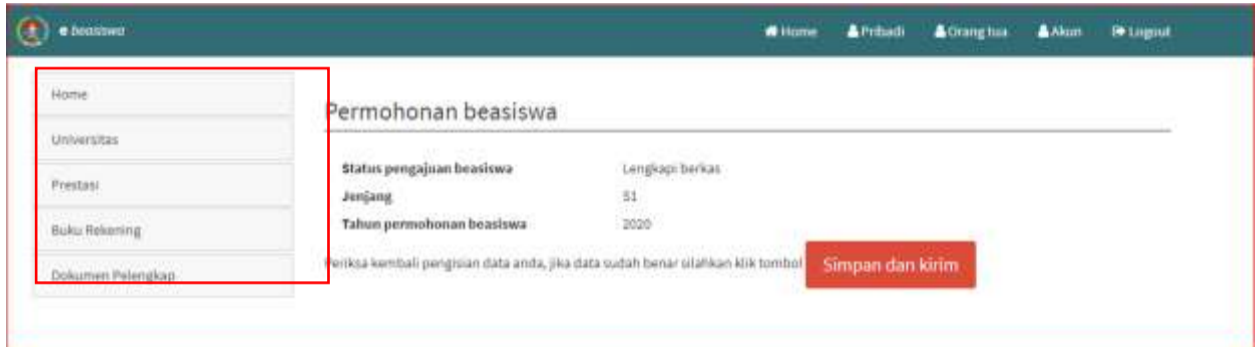 e beasiswa
Home Pribadi Orang tua Akun Logout
Home
Universitas
Prestasi
Buku Rekening
Dokumen Pelengkap
Permohonan beasiswa
Status pengajuan beasiswa Lengkapi berkas
Jenjang S1
Tahun permohonan beasiswa 2020
Periksa kembali pengisian data anda, jika data sudah benar silahkan klik tombol Simpan dan kirim